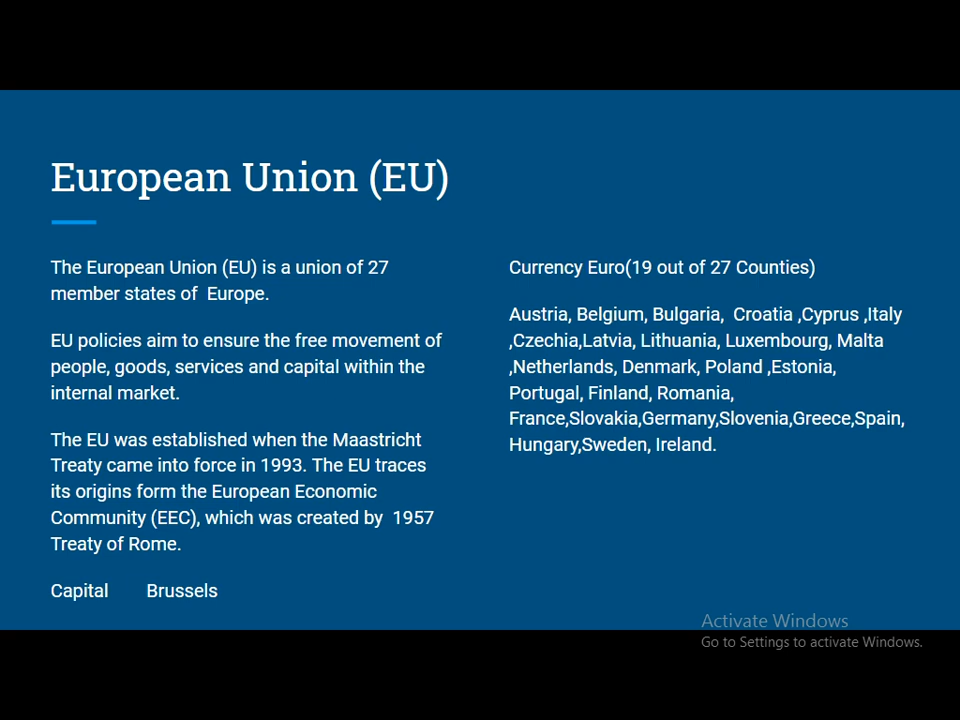 European Union (EU)
The European Union (EU) is a union of 27
member states of  Europe.
EU policies aim to ensure the free movement of
people, goods, services and capital within the
internal market.
The EU was established when the Maastricht
Treaty came into force in 1993. The EU traces
its origins form the European Economic
Community (EEC), which was created by  1957
Treaty of Rome.
Capital Brussels
Currency Euro(19 out of 27 Counties)
Austria, Belgium, Bulgaria,  Croatia ,Cyprus ,Italy
,Czechia,Latvia, Lithuania, Luxembourg, Malta
,Netherlands, Denmark, Poland ,Estonia,
Portugal, Finland, Romania,
France,Slovakia,Germany,Slovenia,Greece,Spain,
Hungary,Sweden, Ireland.
Activate Windows
Go to Settings to activate Windows.